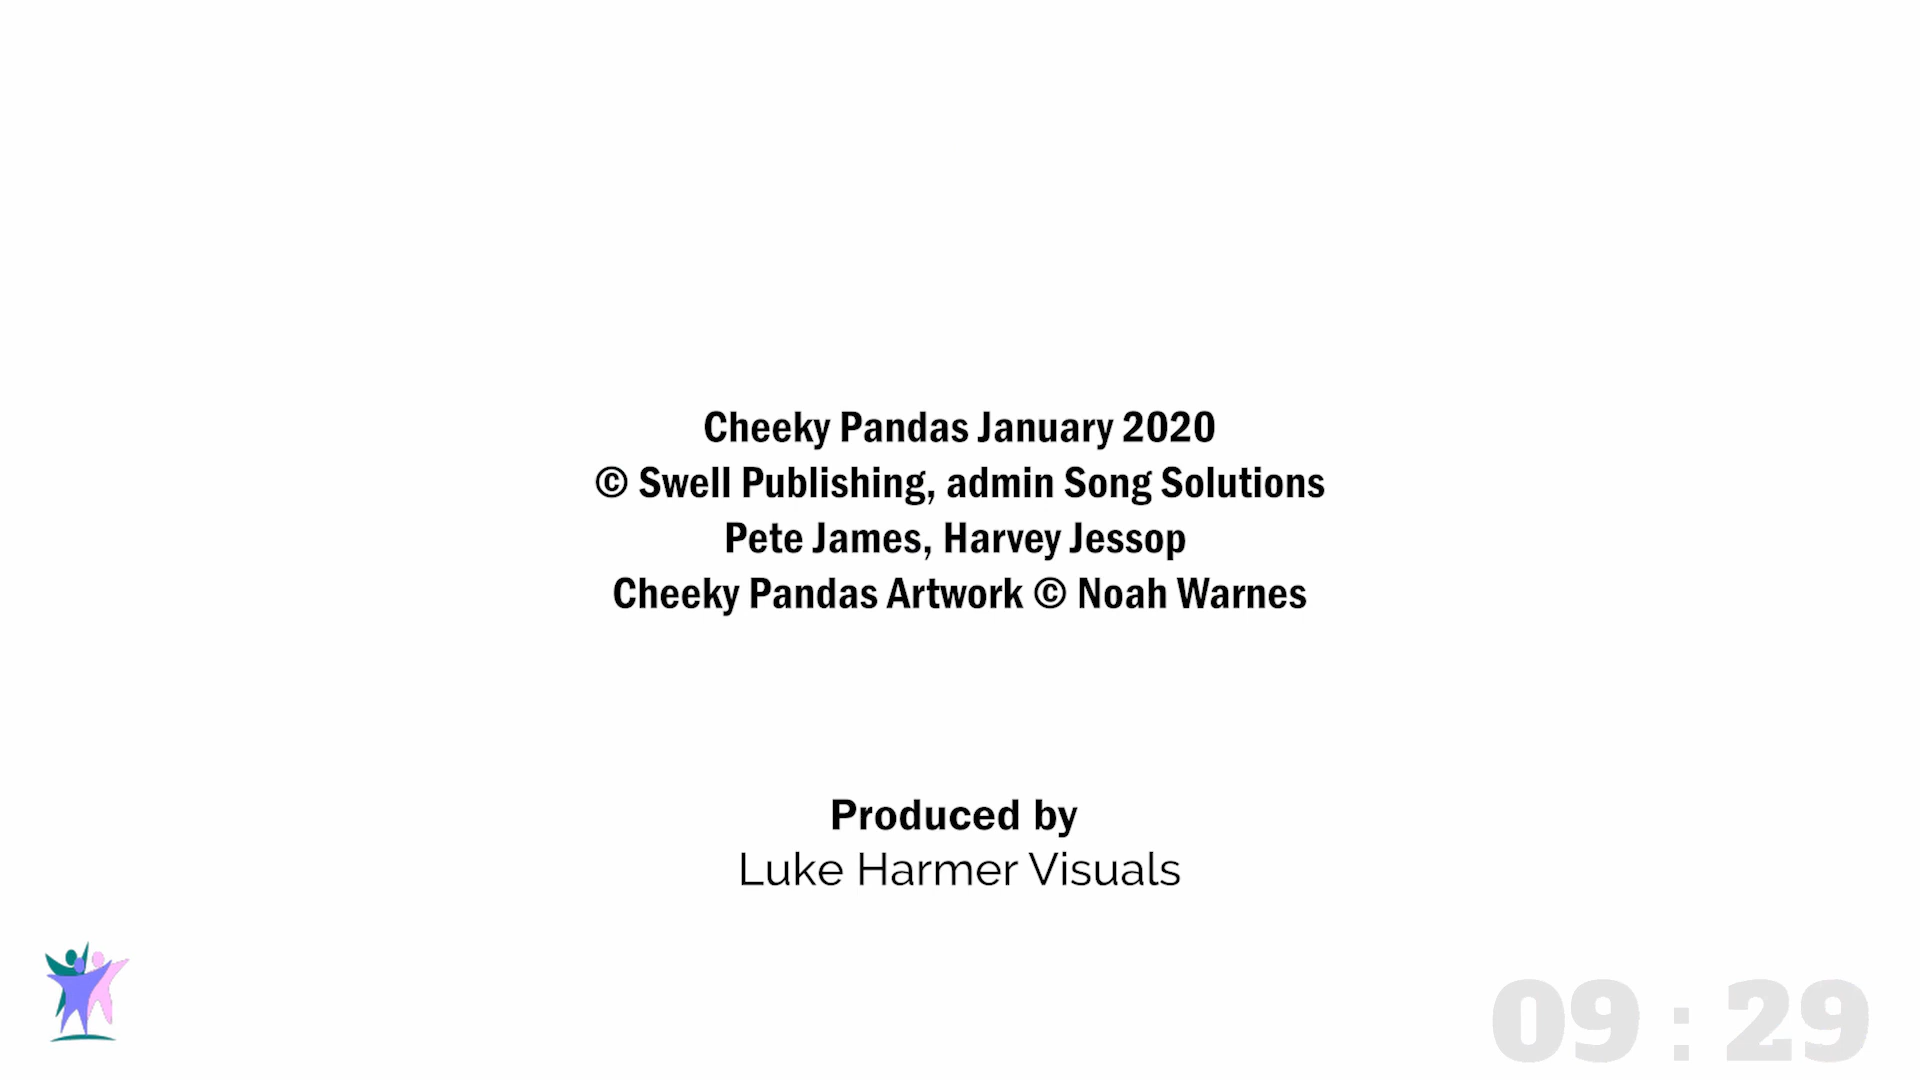 Cheeky Pandas January 2020
© Swell Publishing, admin Song Solutions
Pete James, Harvey Jessop
Cheeky Pandas Artwork © Noah Warnes
Produced by
Luke Harmer Visuals
09 : 29